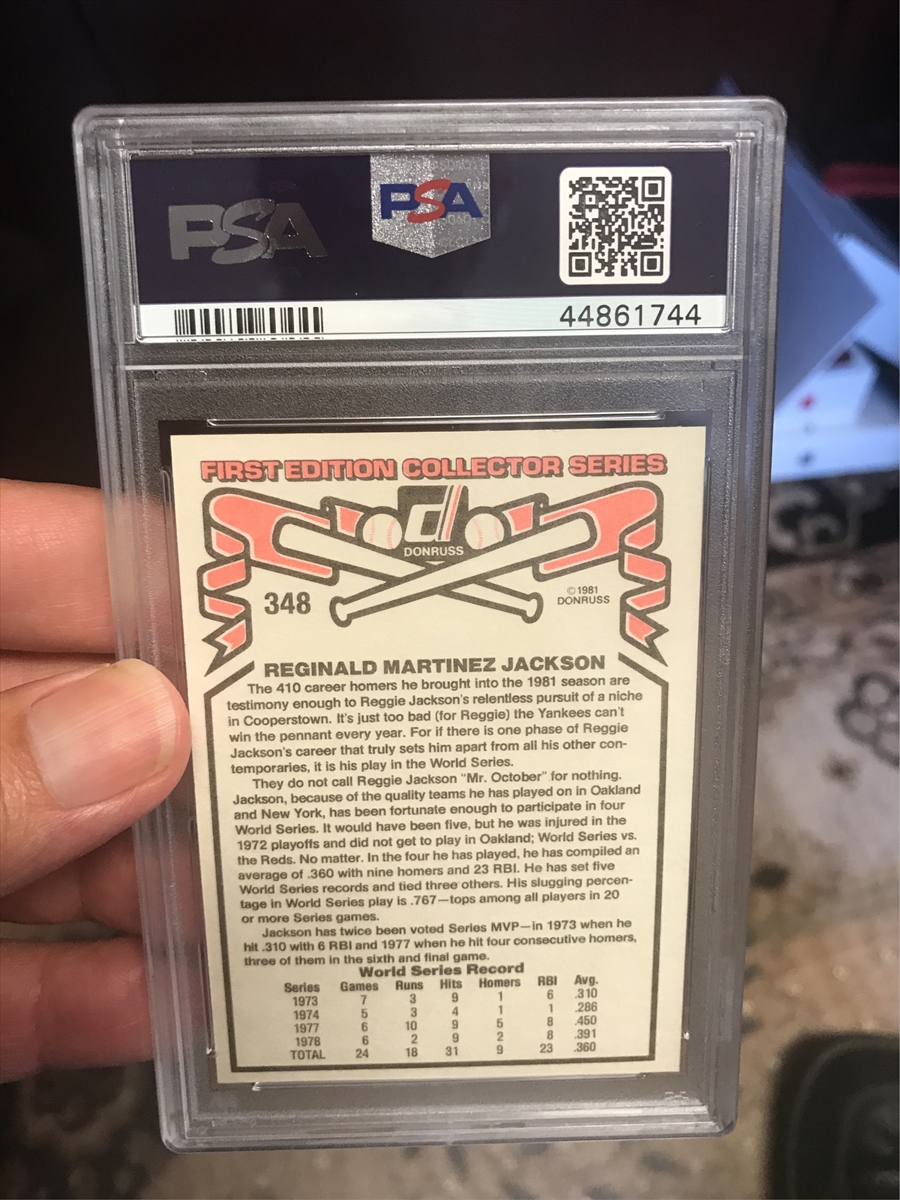 PSA
PSA
44861744
FIRST EDITION COLLECTOR SERIES
d
DONRUSS
348
©1981
DONRUSS
REGINALD MARTINEZ JACKSON
The 410 career homers he brought into the 1981 season are
testimony enough to Reggie Jackson's relentless pursuit of a niche
in Cooperstown. It's just too bad (for Reggie) the Yankees can't
win the pennant every year. For if there is one phase of Reggie
Jackson's career that truly sets him apart from all his other con-
temporaries, it is his play in the World Series.
They do not call Reggie Jackson "Mr. October" for nothing.
Jackson, because of the quality teams he has played on in Oakland
and New York, has been fortunate enough to participate in four
World Series. It would have been five, but he was injured in the
1972 playoffs and did not get to play in Oakland; World Series vs.
the Reds. No matter. In the four he has played, he has compiled an
average of .360 with nine homers and 23 RBI. He has set five
World Series records and tied three others. His slugging percen-
tage in World Series play is .767—tops among all players in 20
or more Series games.
Jackson has twice been voted Series MVP—in 1973 when he
hit .310 with 6 RBI and 1977 when he hit four consecutive homers,
three of them in the sixth and final game.
World Series Record
Series Games Runs Hits Homers RBI Avg.
1973 7 3 9 1 6 .310
1974 5 3 4 1 1 .286
1977 6 10 9 5 8 .450
1978 6 2 9 2 8 .391
TOTAL 24 18 31 9 23 .360